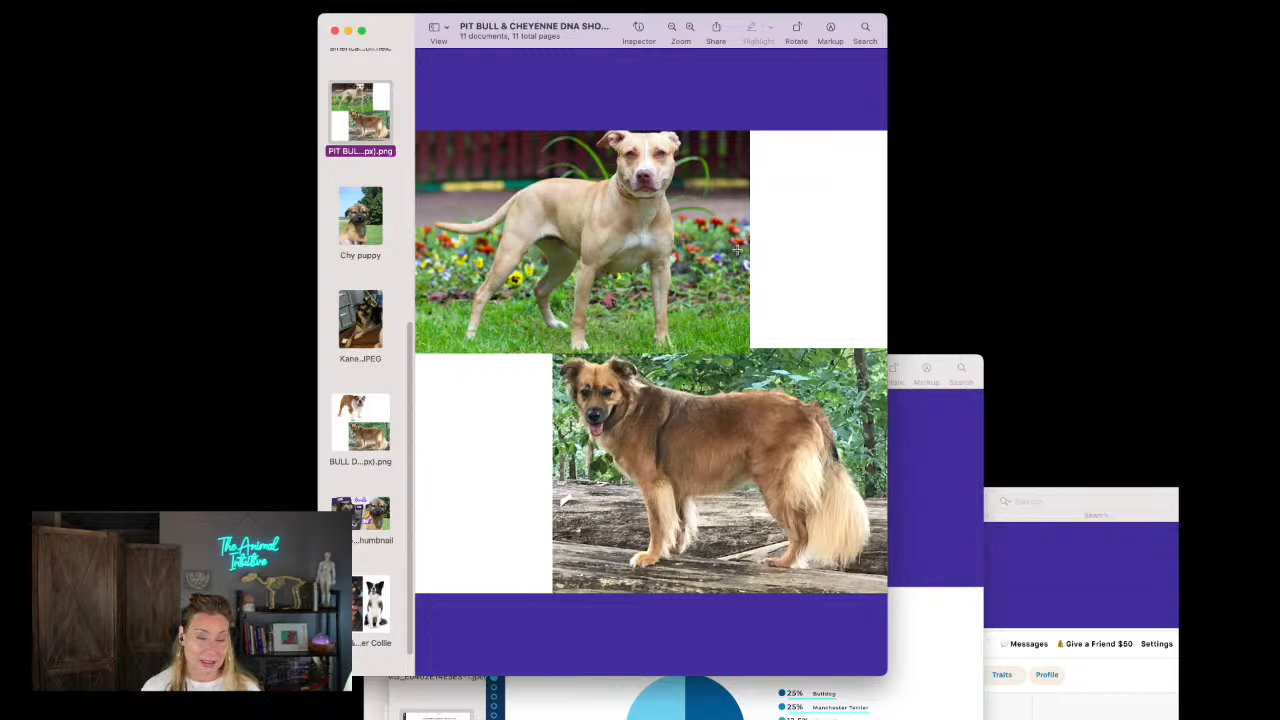 PIT BULL & CHEYENNE DNA SHO...
11 documents, 11 total pages
View
Inspector
Zoom
Share
Highlight
Rotate
Markup
Search
PIT BUL...px).png
Chy puppy
Kane.JPEG
BULL D...px).png
humbnail
&...er Collie
Markup
Search
Search
Search...
Messages
Give a Friend $50
Settings
Traits
Profile
25% Bulldog
25% Manchester Terrier
The Animal
Intuitive